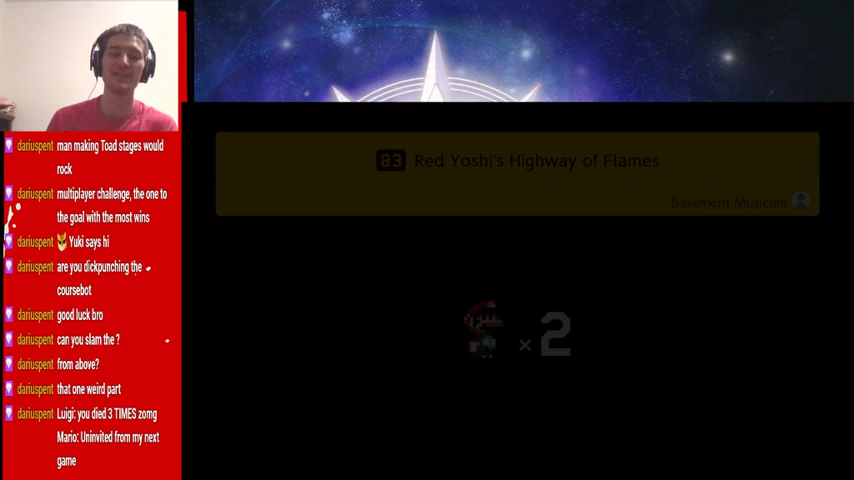 dariuspent man making Toad stages would
rock
dariuspent multiplayer challenge, the one to
the goal with the most wins
dariuspent Yuki says hi
dariuspent are you dickpunching the
coursebot
dariuspent good luck bro
dariuspent can you slam the ?
dariuspent from above?
dariuspent that one weird part
dariuspent Luigi: you died 3 TIMES zomg
Mario: Uninvited from my next
game
83 Red Yoshi's Highway of Flames
Basement Musician
× 2